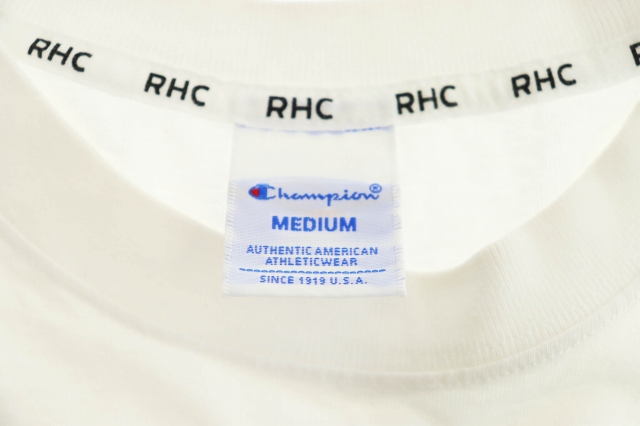 RHC RHC RHC RHC RHC
Champion®
MEDIUM
AUTHENTIC AMERICAN
ATHLETICWEAR
SINCE 1919 U.S.A.